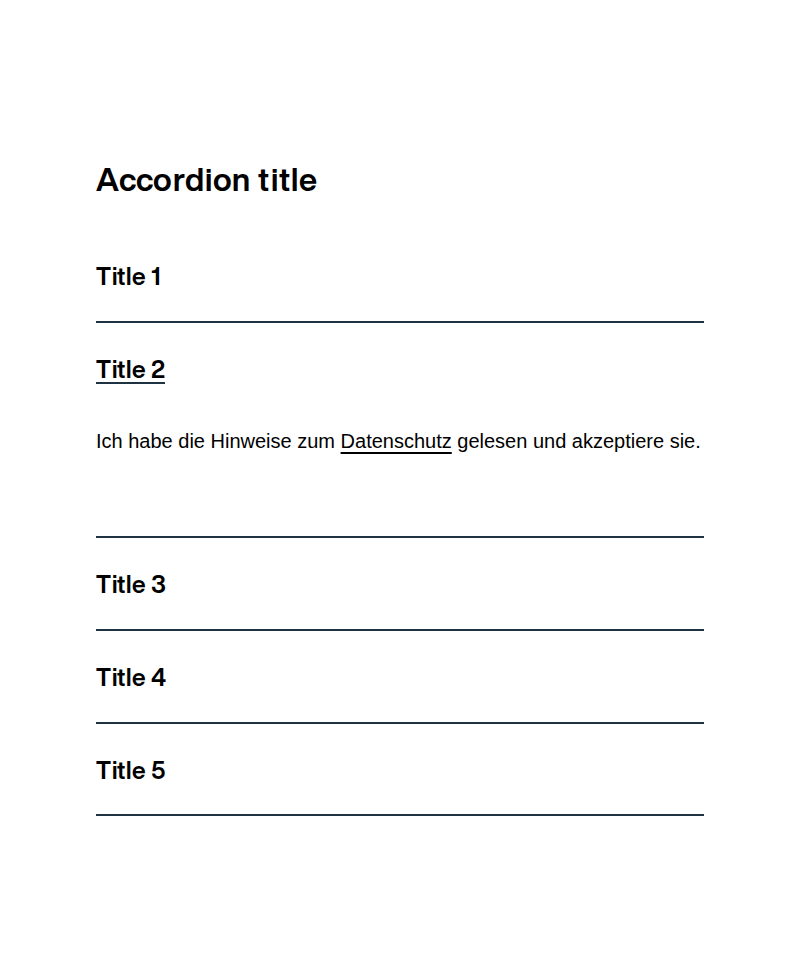 Accordion title
Title 1
Title 2
Ich habe die Hinweise zum Datenschutz gelesen und akzeptiere sie.
Title 3
Title 4
Title 5